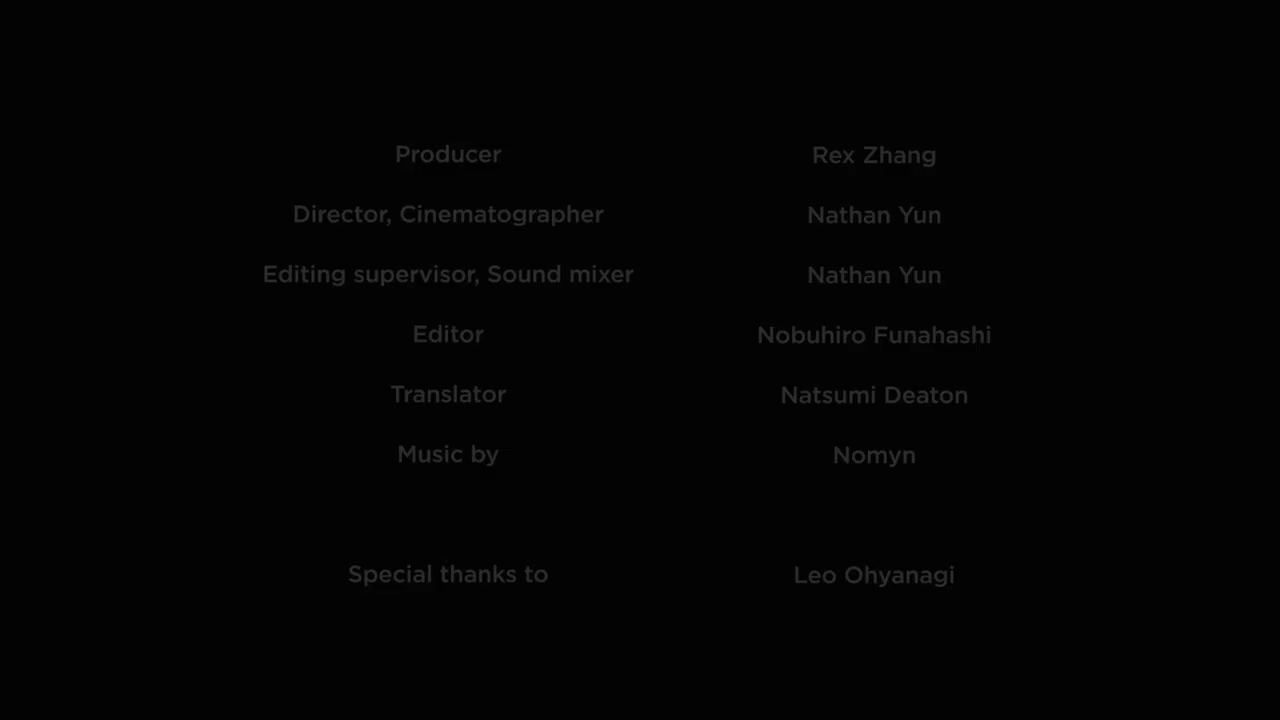 Producer Rex Zhang
Director, Cinematographer Nathan Yun
Editing supervisor, Sound mixer Nathan Yun
Editor Nobuhiro Funahashi
Translator Natsumi Deaton
Music by Nomyn
Special thanks to Leo Ohyanagi